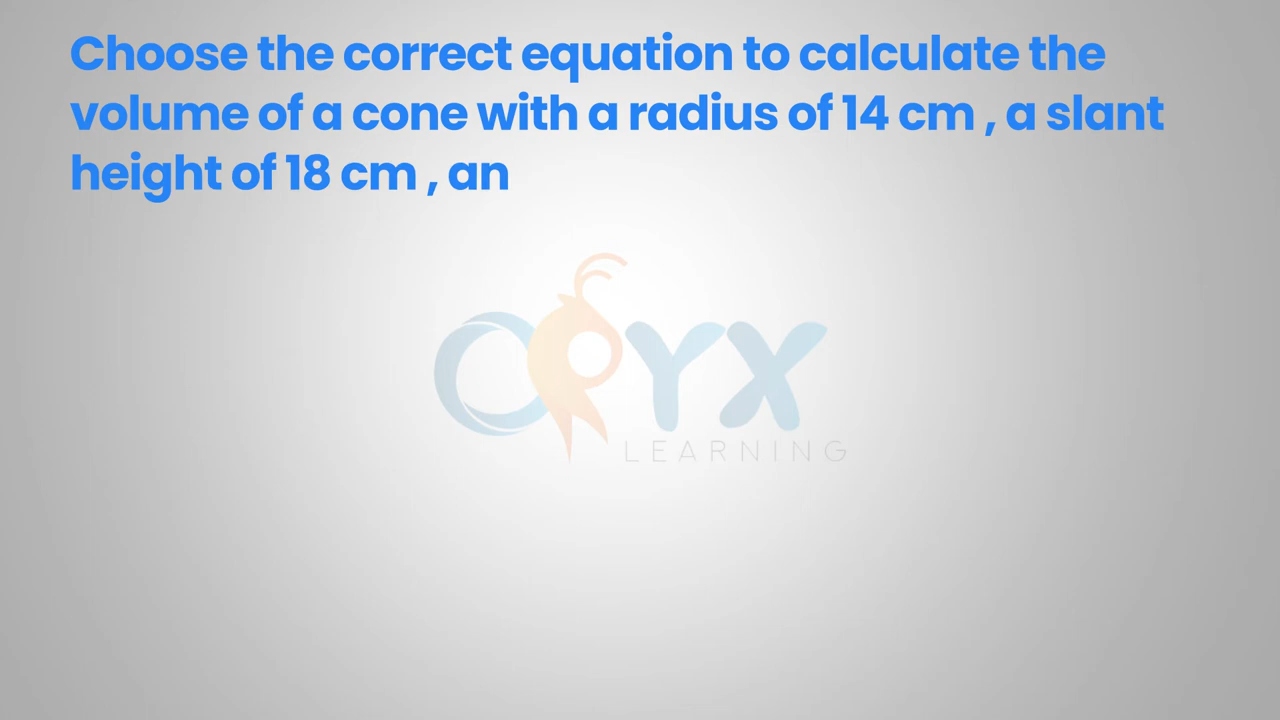 Choose the correct equation to calculate the
volume of a cone with a radius of 14 cm , a slant
height of 18 cm , an
ORYX
LEARNING